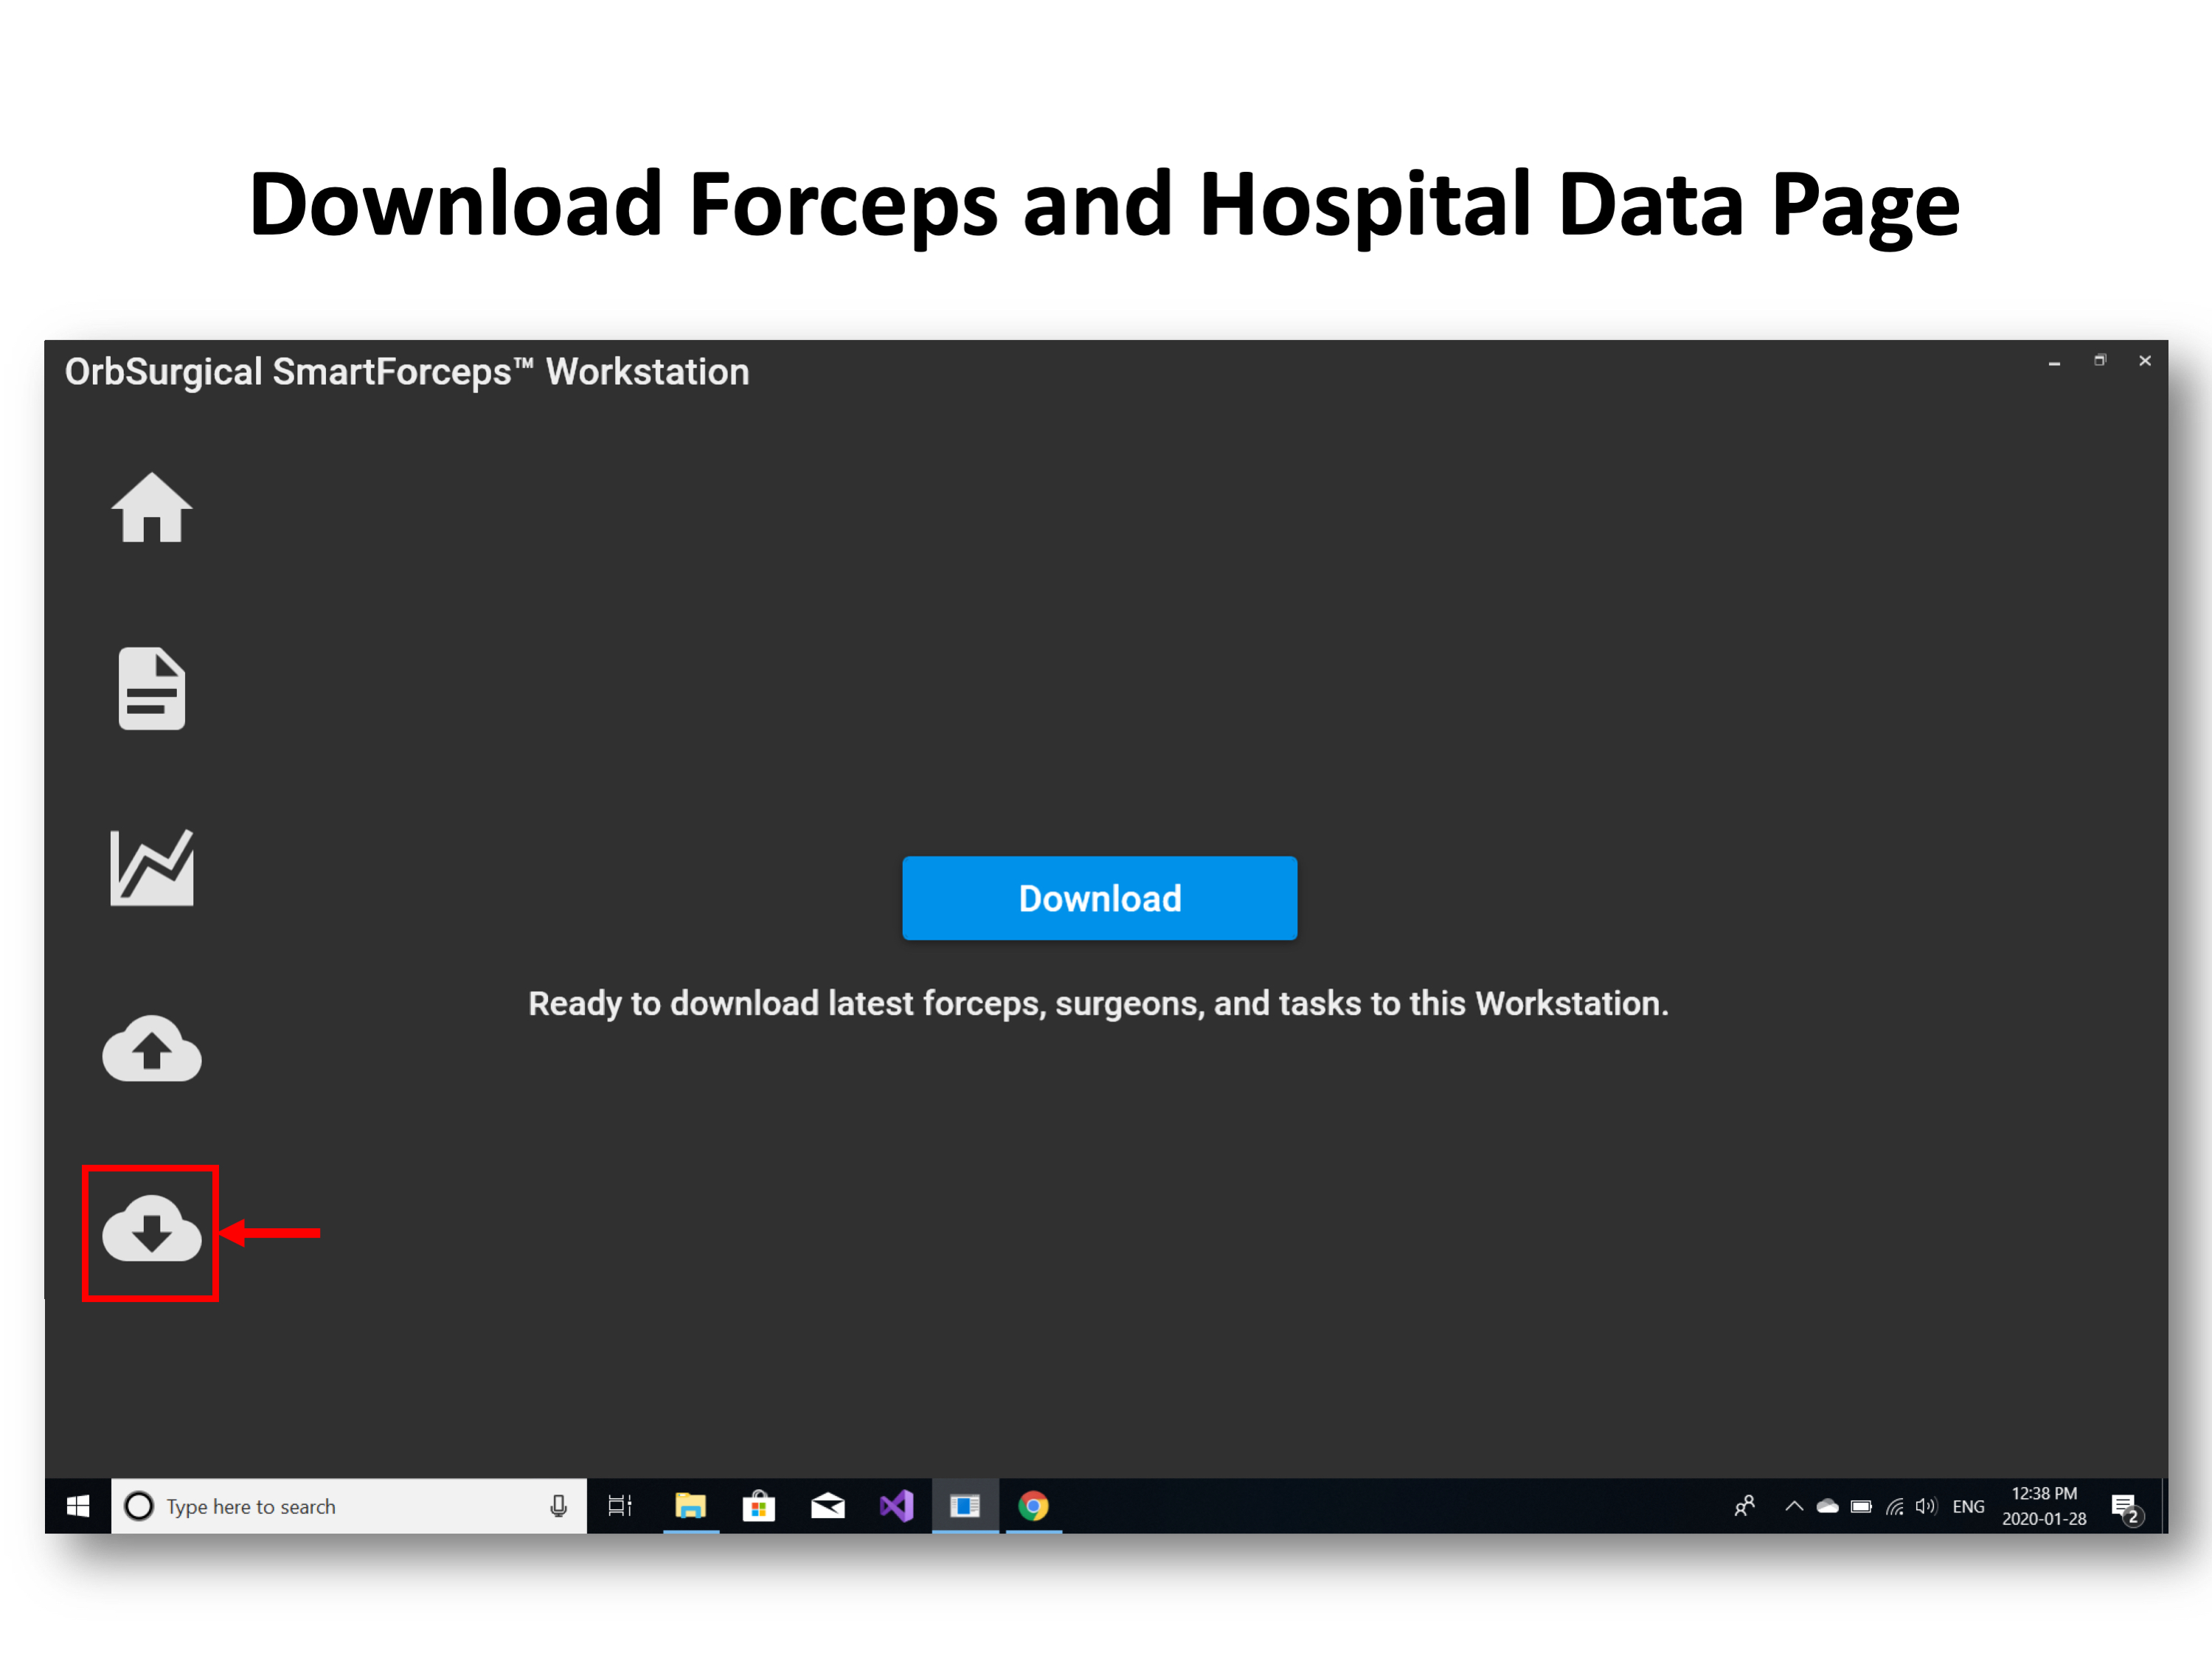 Download Forceps and Hospital Data Page
OrbSurgical SmartForceps™ Workstation
Download
Ready to download latest forceps, surgeons, and tasks to this Workstation.
Type here to search
ENG
12:38 PM
2020-01-28
2